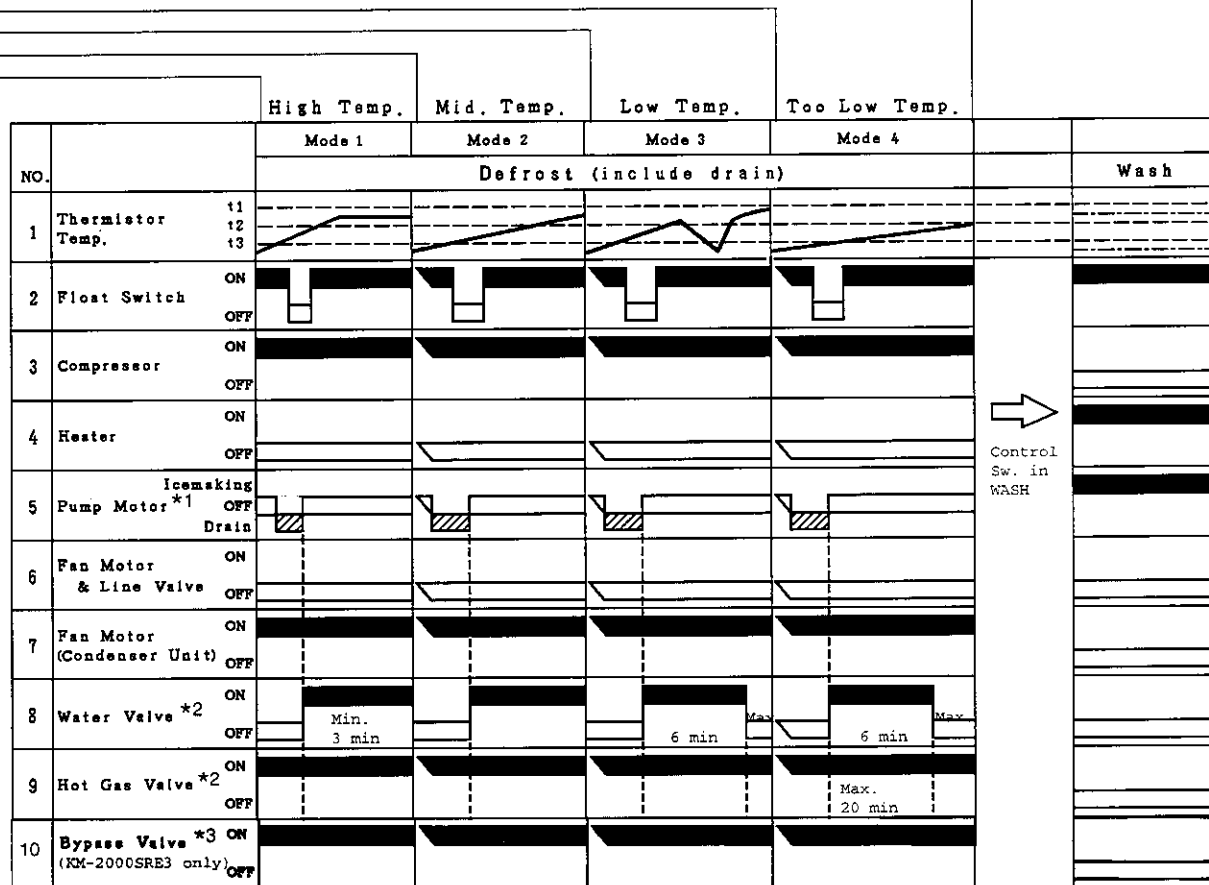 High Temp. Mid. Temp. Low Temp. Too Low Temp.
Mode 1 Mode 2 Mode 3 Mode 4
NO. Defrost (include drain) Wash
1 Thermistor Temp. t1 t2 t3
2 Float Switch ON OFF
3 Compressor ON OFF
4 Heater ON OFF
Control Sw. in WASH
5 Pump Motor *1 Icemaking OFF Drain
6 Fan Motor & Line Valve ON OFF
7 Fan Motor (Condenser Unit) ON OFF
8 Water Valve *2 ON OFF Min. 3 min Max 6 min Max 6 min
9 Hot Gas Valve *2 ON OFF Max. 20 min
10 Bypass Valve *3 (KM-2000SRE3 only) ON OFF